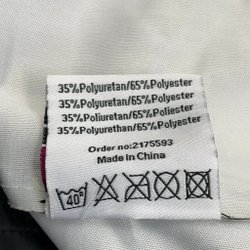 35%Polyuretan/65%Polyester
35%Polyuretan/65%Polyester
35%Poliuretan/65%Poliester
35%Polyurethan/65%Polyester
Order no:2175593
Made in China
40°